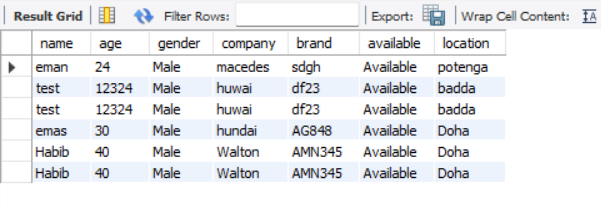 Result Grid Filter Rows: Export: Wrap Cell Content: IA
name age gender company brand available location
eman 24 Male macedes sdgh Available potenga
test 12324 Male huwai df23 Available badda
test 12324 Male huwai df23 Available badda
emas 30 Male hundai AG848 Available Doha
Habib 40 Male Walton AMN345 Available Doha
Habib 40 Male Walton AMN345 Available Doha